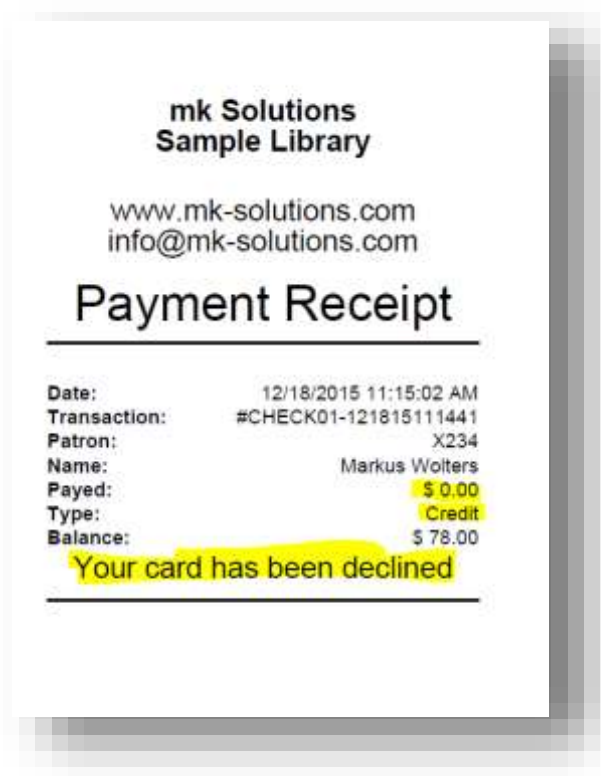 mk Solutions
Sample Library
www.mk-solutions.com
info@mk-solutions.com
Payment Receipt
Date: 12/18/2015 11:15:02 AM
Transaction: #CHECK01-121815111441
Patron: X234
Name: Markus Wolters
Payed: $ 0.00
Type: Credit
Balance: $ 78.00
Your card has been declined